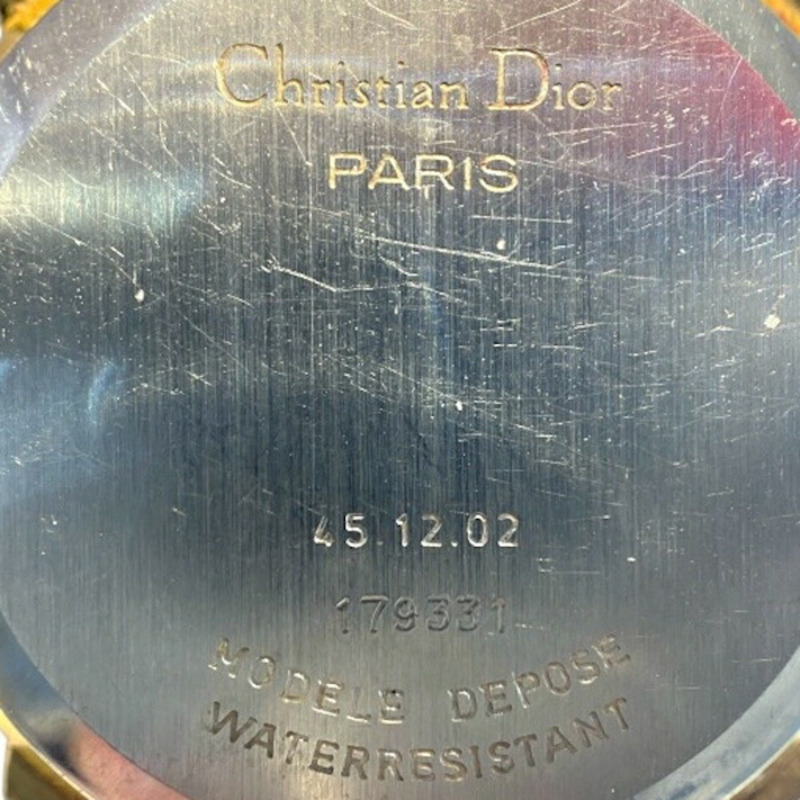 Christian Dior
PARIS
45.12.02
179331
MODELE DEPOSE
WATERRESISTANT